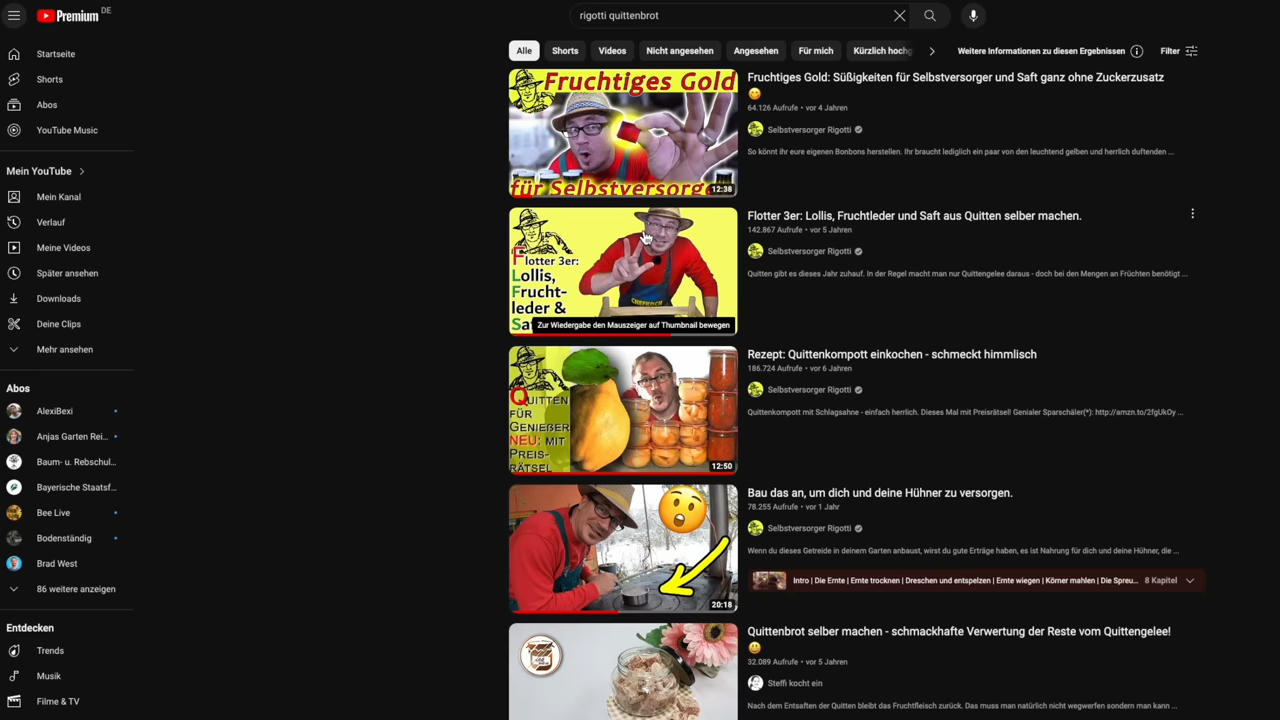 Premium DE
rigotti quittenbrot
Alle
Shorts
Videos
Nicht angesehen
Angesehen
Für mich
Kürzlich hochg
Weitere Informationen zu diesen Ergebnissen
Filter
Startseite
Shorts
Abos
YouTube Music
Mein YouTube
Mein Kanal
Verlauf
Meine Videos
Später ansehen
Downloads
Deine Clips
Mehr ansehen
Abos
AlexiBexi
Anjas Garten Rei...
Baum- u. Rebschul...
Bayerische Staatsf...
Bee Live
Bodenständig
Brad West
86 weitere anzeigen
Entdecken
Trends
Musik
Filme & TV
Fruchtiges Gold
für Selbstversorge
12:38
Fruchtiges Gold: Süßigkeiten für Selbstversorger und Saft ganz ohne Zuckerzusatz
64.126 Aufrufe • vor 4 Jahren
Selbstversorger Rigotti
So könnt ihr eure eigenen Bonbons herstellen. Ihr braucht lediglich ein paar von den leuchtend gelben und herrlich duftenden ...
Flotter 3er:
Lollis,
Frucht-
leder &
Sa
CHEFKOCH
Zur Wiedergabe den Mauszeiger auf Thumbnail bewegen
Flotter 3er: Lollis, Fruchtleder und Saft aus Quitten selber machen.
142.867 Aufrufe • vor 5 Jahren
Selbstversorger Rigotti
Quitten gibt es dieses Jahr zuhauf. In der Regel macht man nur Quittengelee daraus - doch bei den Mengen an Früchten benötigt ...
QUITTEN
FÜR
GENIEßER
NEU: MIT
PREIS-
RÄTSEL
12:50
Rezept: Quittenkompott einkochen - schmeckt himmlisch
186.724 Aufrufe • vor 6 Jahren
Selbstversorger Rigotti
Quittenkompott mit Schlagsahne - einfach herrlich. Dieses Mal mit Preisrätsel! Genialer Sparschäler(*): http://amzn.to/2fgUkOy ...
20:18
Bau das an, um dich und deine Hühner zu versorgen.
78.255 Aufrufe • vor 1 Jahr
Selbstversorger Rigotti
Wenn du dieses Getreide in deinem Garten anbaust, wirst du gute Erträge haben, es ist Nahrung für dich und deine Hühner, die ...
Intro | Die Ernte | Ernte trocknen | Dreschen und entspelzen | Ernte wiegen | Körner mahlen | Die Spreu...
8 Kapitel
Quittenbrot selber machen - schmackhafte Verwertung der Reste vom Quittengelee!
32.089 Aufrufe • vor 5 Jahren
Steffi kocht ein
Nach dem Entsaften der Quitten bleibt das Fruchtfleisch zurück. Das muss man natürlich nicht wegwerfen sondern man kann ...